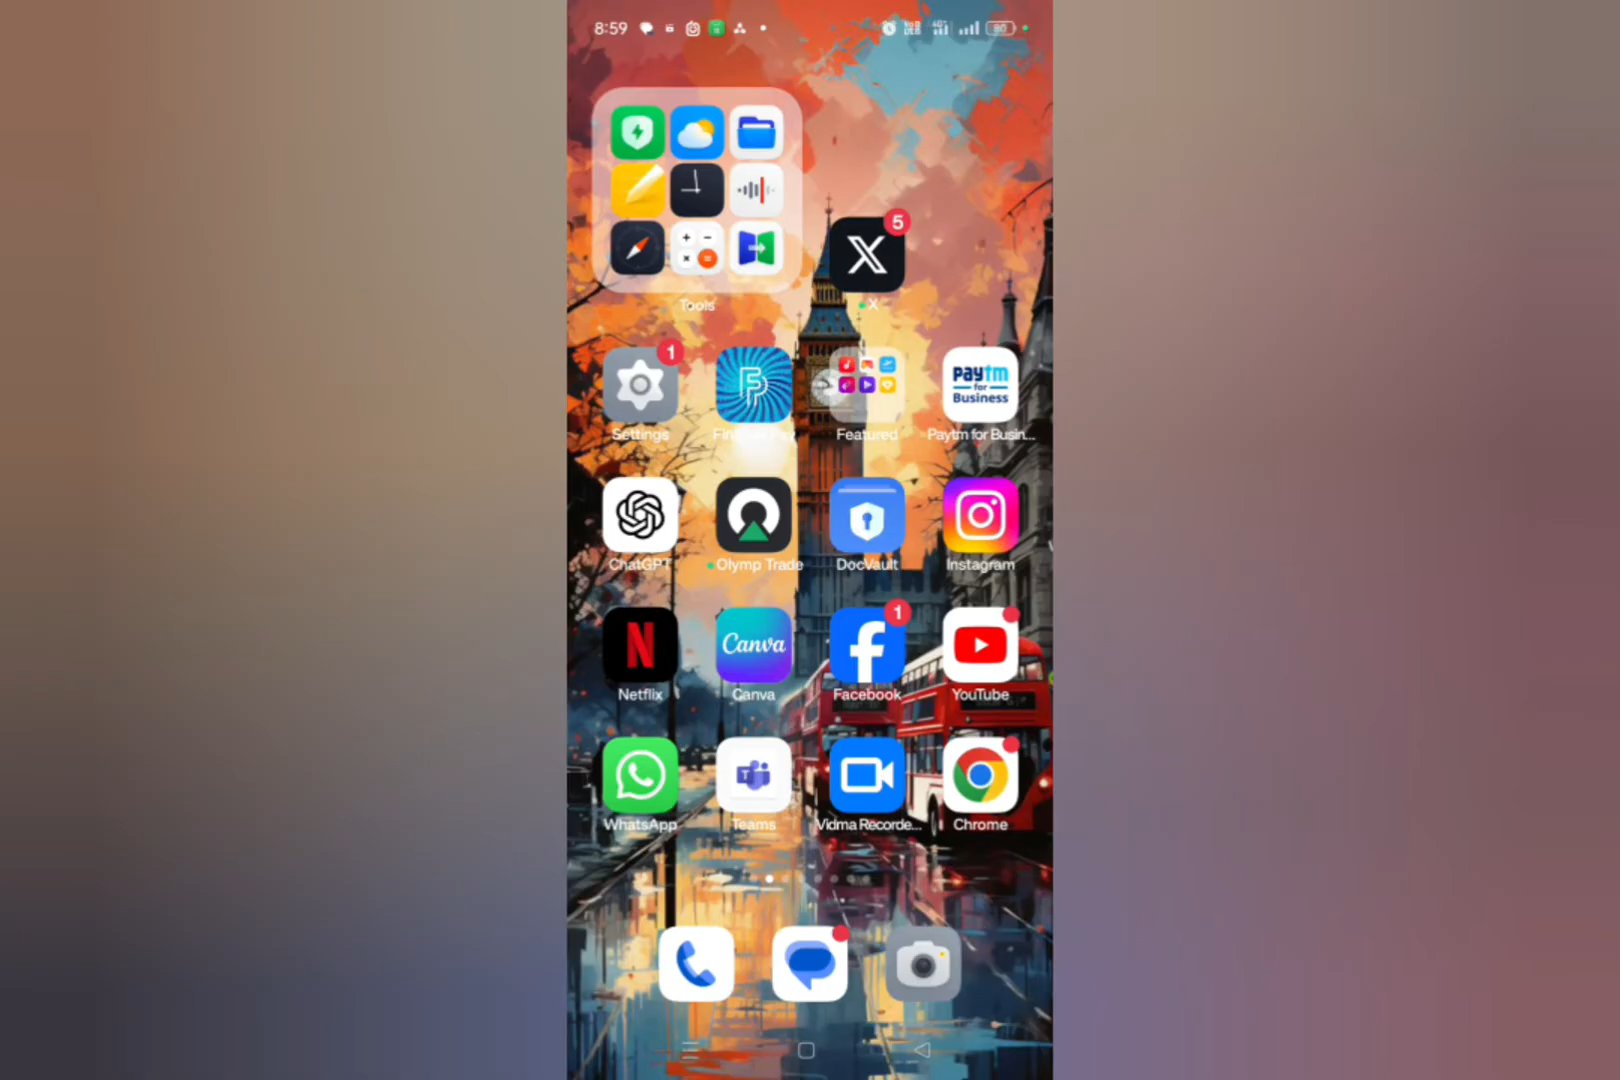 8:59
80
5
Tools
X
1
Settings
Featured
paytm
for
Business
Paytm for Busin...
ChatGPT
Olymp Trade
DocVault
Instagram
N
Netflix
Canva
Canva
1
Facebook
YouTube
WhatsApp
T
Teams
Vidma Recorde...
Chrome